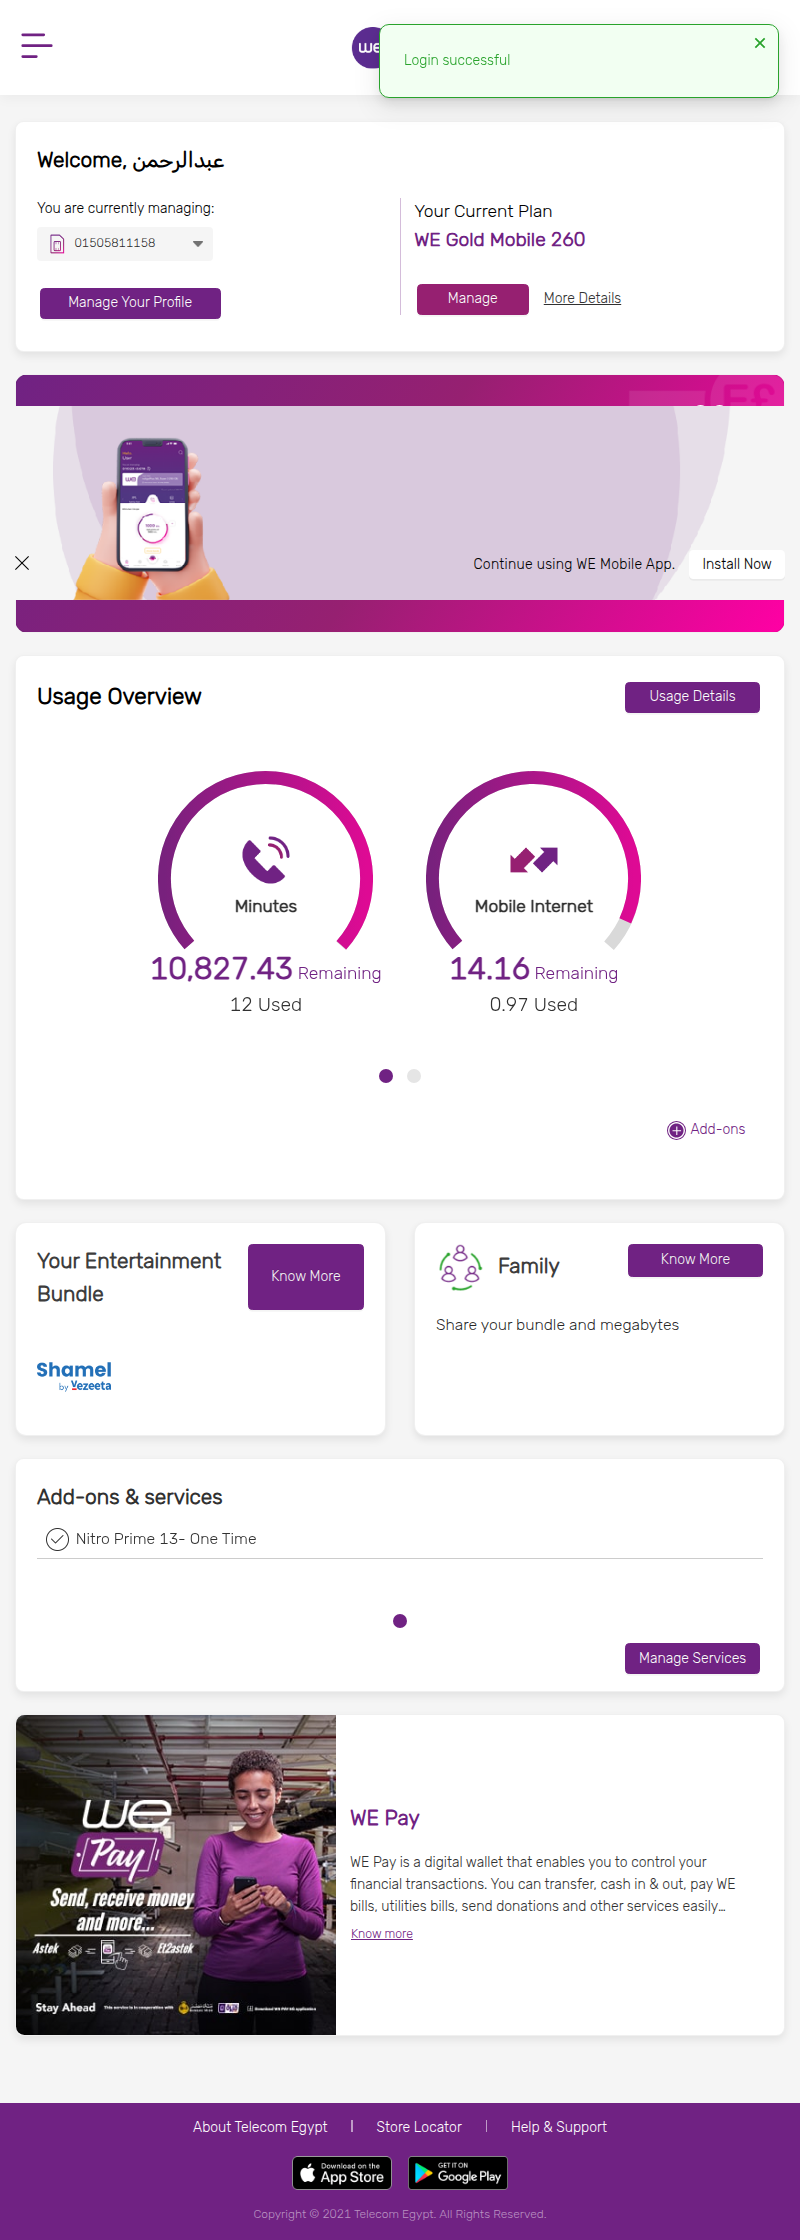 WE
Login successful
Welcome, عبدالرحمن
You are currently managing:
01505811158
Manage Your Profile
Your Current Plan
WE Gold Mobile 260
Manage
More Details
Continue using WE Mobile App.
Install Now
Usage Overview
Usage Details
Minutes
10,827.43 Remaining
12 Used
Mobile Internet
14.16 Remaining
0.97 Used
Add-ons
Your Entertainment
Bundle
Know More
Shamel
by Vezeeta
Family
Know More
Share your bundle and megabytes
Add-ons & services
Nitro Prime 13- One Time
Manage Services
we
Pay
Send, receive money
and more...
Astek
Et2astek
Stay Ahead
This service is in cooperation with
WE Pay
WE Pay is a digital wallet that enables you to control your
financial transactions. You can transfer, cash in & out, pay WE
bills, utilities bills, send donations and other services easily...
Know more
About Telecom Egypt | Store Locator | Help & Support
Download on the
App Store
GET IT ON
Google Play
Copyright © 2021 Telecom Egypt. All Rights Reserved.